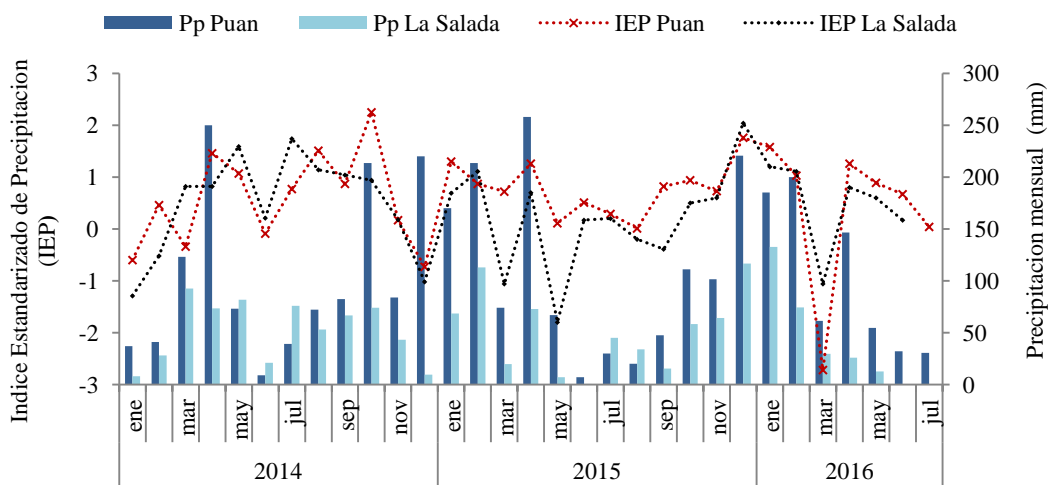 Pp Puan Pp La Salada IEP Puan IEP La Salada
Indice Estandarizado de Precipitacion
(IEP)
3
2
1
0
-1
-2
-3
300
250
200
150
100
50
0
Precipitacion mensual (mm)
ene mar may jul sep nov ene mar may jul sep nov ene mar may jul
2014 2015 2016